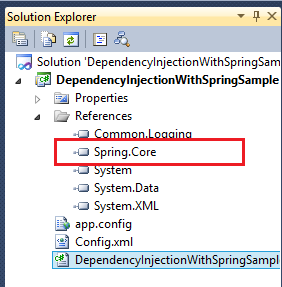 Solution Explorer
Solution 'DependencyInjectionWithSpringSampl
DependencyInjectionWithSpringSample
Properties
References
Common.Logging
Spring.Core
System
System.Data
System.XML
app.config
Config.xml
DependencyInjectionWithSpringSampl